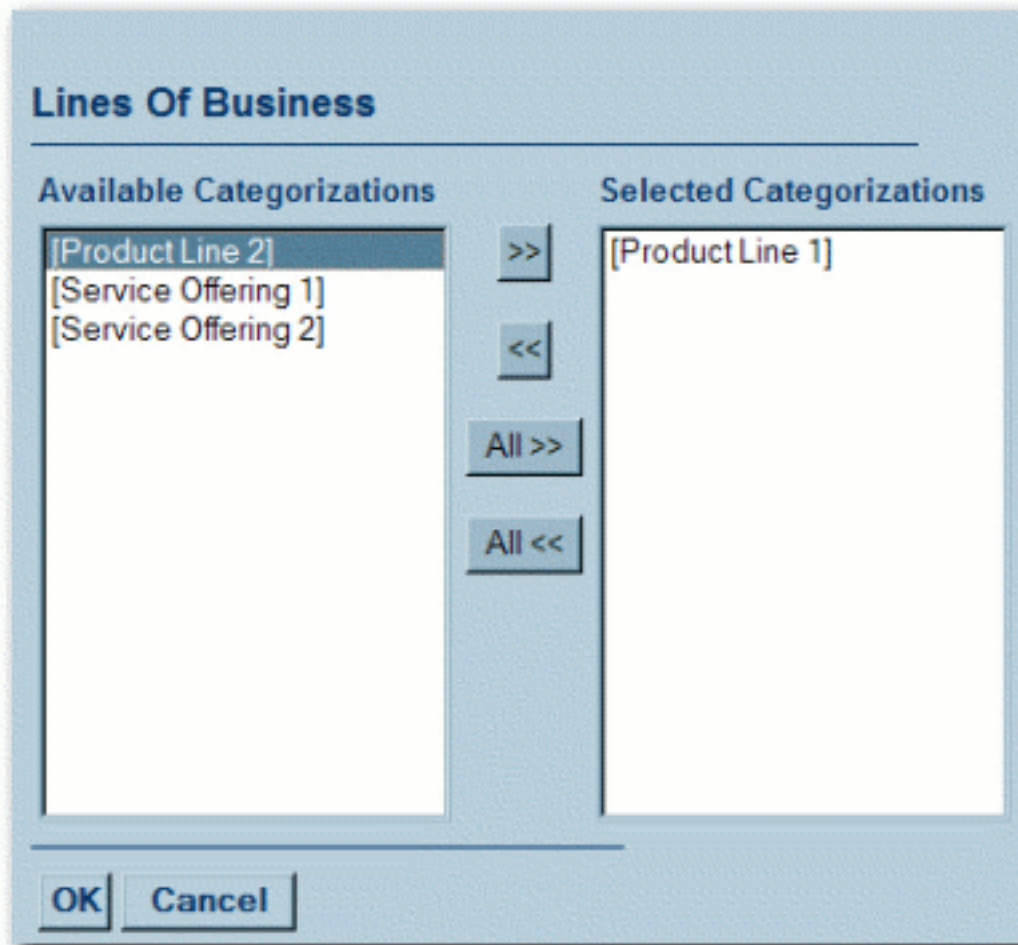 Lines Of Business
Available Categorizations
[Product Line 2]
[Service Offering 1]
[Service Offering 2]
>>
<<
All >>
All <<
Selected Categorizations
[Product Line 1]
OK
Cancel